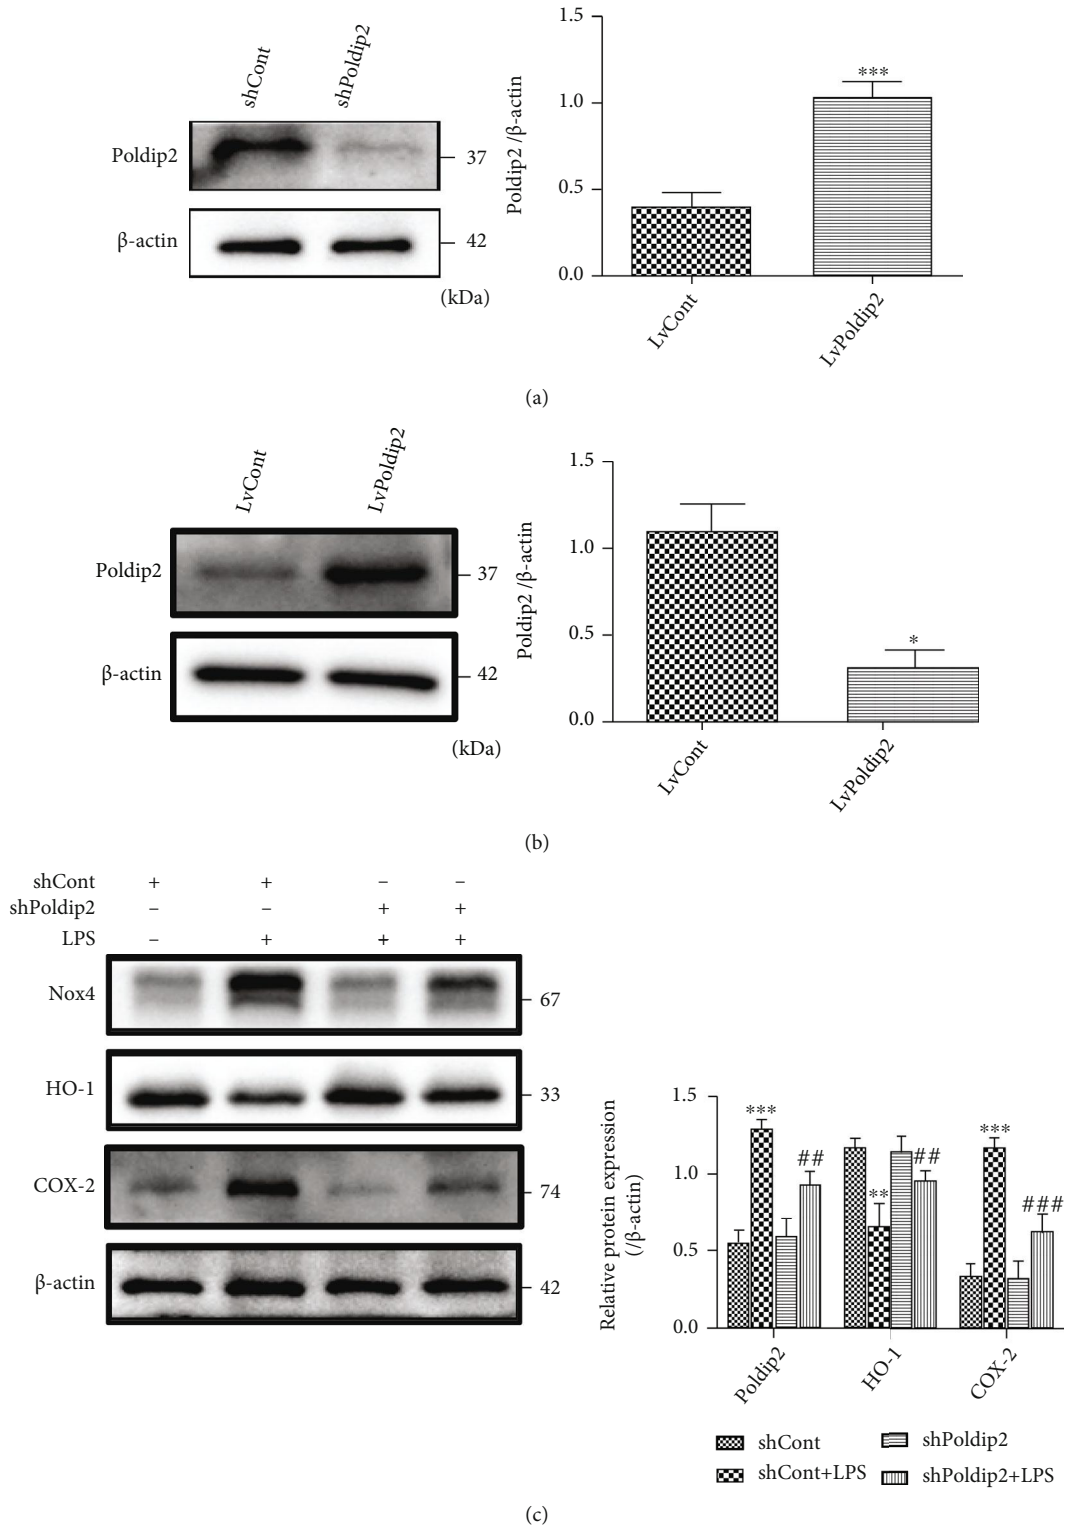 shCont shPoldip2
Poldip2 37
β-actin 42
(kDa)
Poldip2 /β-actin
1.5
1.0
0.5
0.0
***
LvCont LvPoldip2
(a)
LvCont LvPoldip2
Poldip2 37
β-actin 42
(kDa)
Poldip2 /β-actin
1.5
1.0
0.5
0.0
*
LvCont LvPoldip2
(b)
shCont + + − −
shPoldip2 − − + +
LPS − + + +
Nox4 67
HO-1 33
COX-2 74
β-actin 42
Relative protein expression
(/β-actin)
1.5
1.0
0.5
0.0
*** ## ** ## *** ###
Poldip2 HO-1 COX-2
shCont shPoldip2
shCont+LPS shPoldip2+LPS
(c)